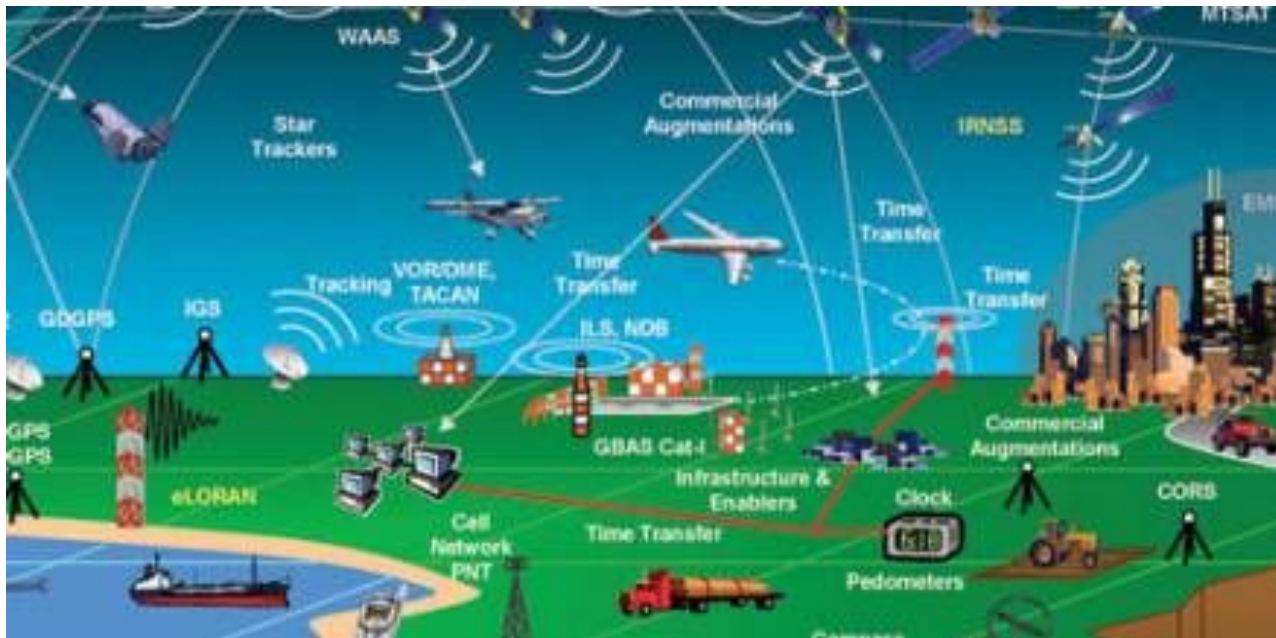 MTSAT
WAAS
Commercial
Augmentations
Star
Trackers
IRNSS
EM
Time
Transfer
Tracking
VOR/DME,
TACAN
Time
Transfer
Time
Transfer
GDGPS
IGS
ILS, NOB
GPS
GPS
GBAS Cat-I
Commercial
Augmentations
eLORAN
Infrastructure &
Enablers
Clock
CORS
Cell
Network
PNT
Time Transfer
Pedometers
Compass